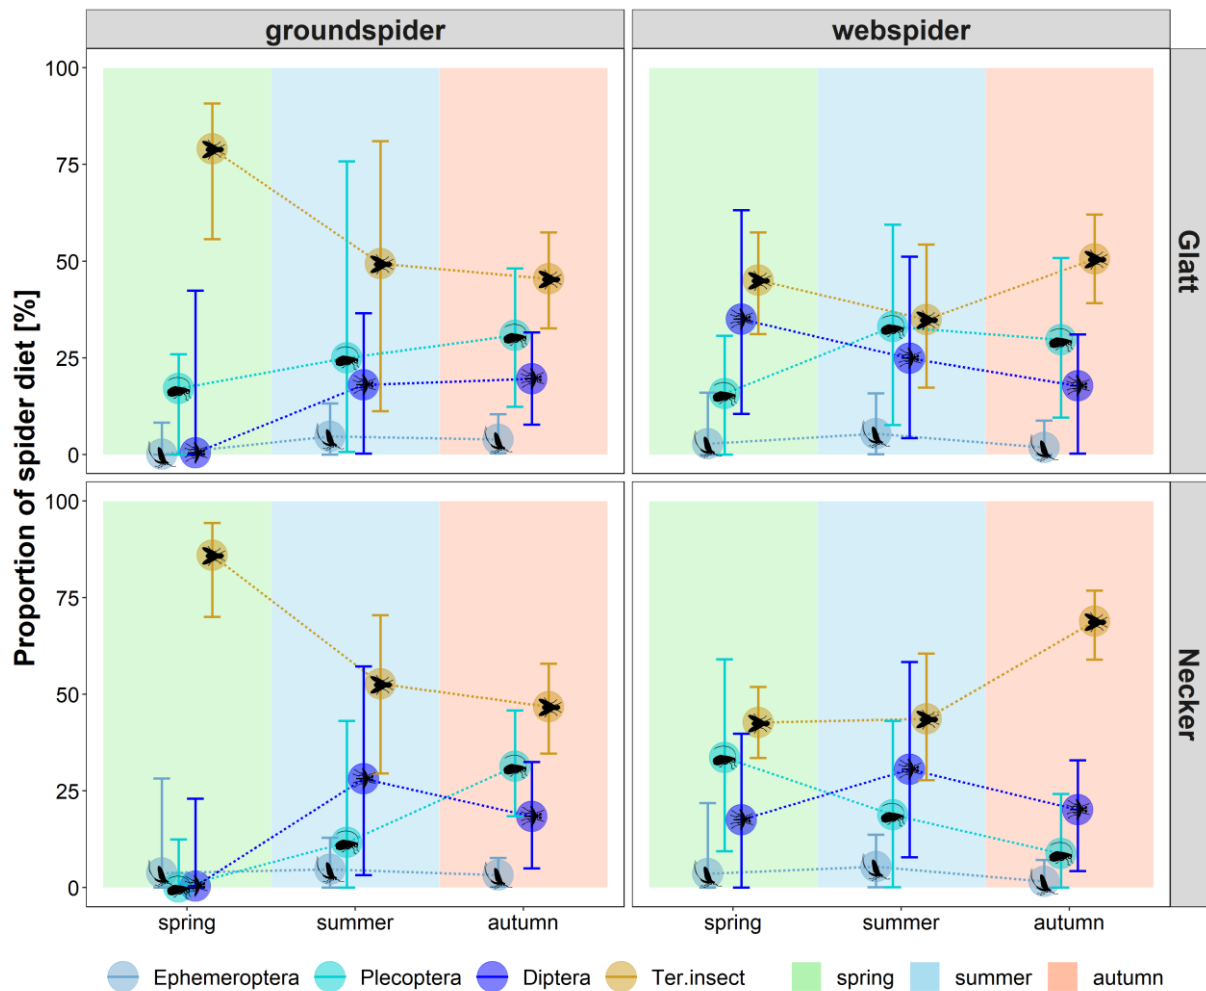 groundspider webspider
Proportion of spider diet [%]
100
75
50
25
0
Glatt
100
75
50
25
0
Necker
spring summer autumn spring summer autumn
Ephemeroptera Plecoptera Diptera Ter.insect spring summer autumn